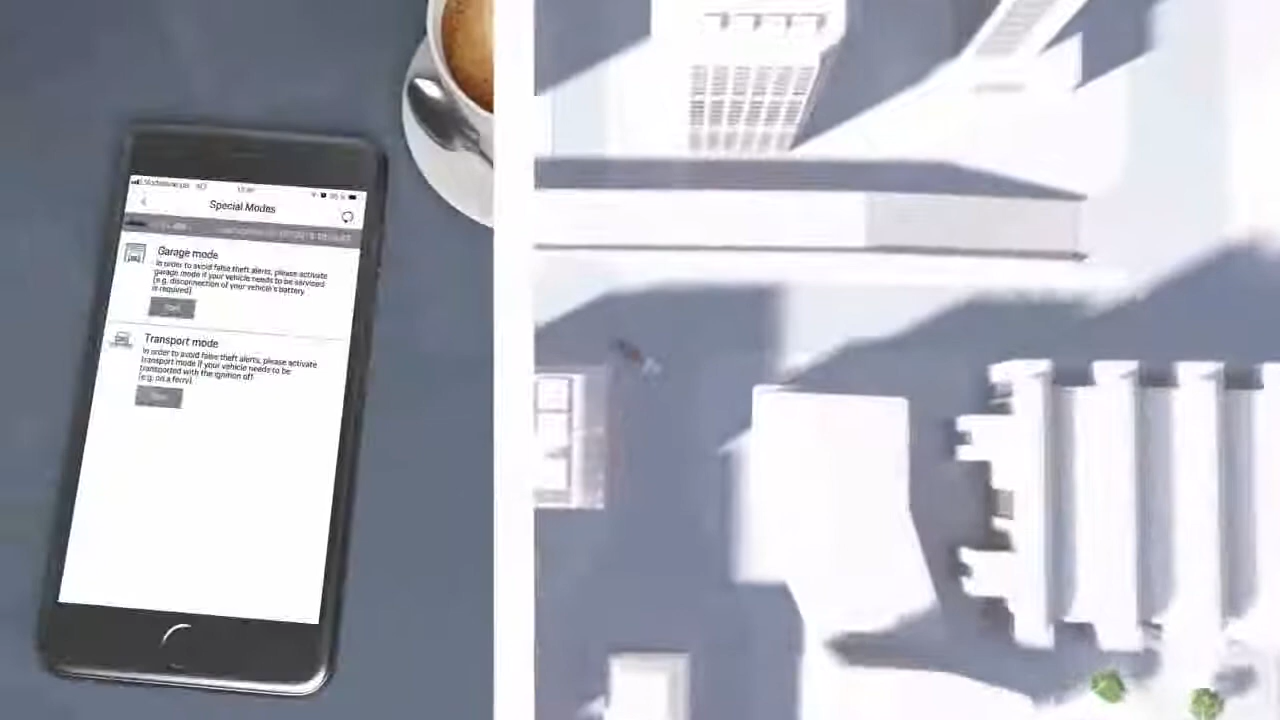 Special Modes
Garage mode
In order to avoid false theft alerts, please activate
garage mode if your vehicle needs to be serviced
(e.g. disconnection of your vehicle's battery
is required)
Start
Transport mode
In order to avoid false theft alerts, please activate
transport mode if your vehicle needs to be
transported with the ignition off
(e.g. on a ferry)
Start